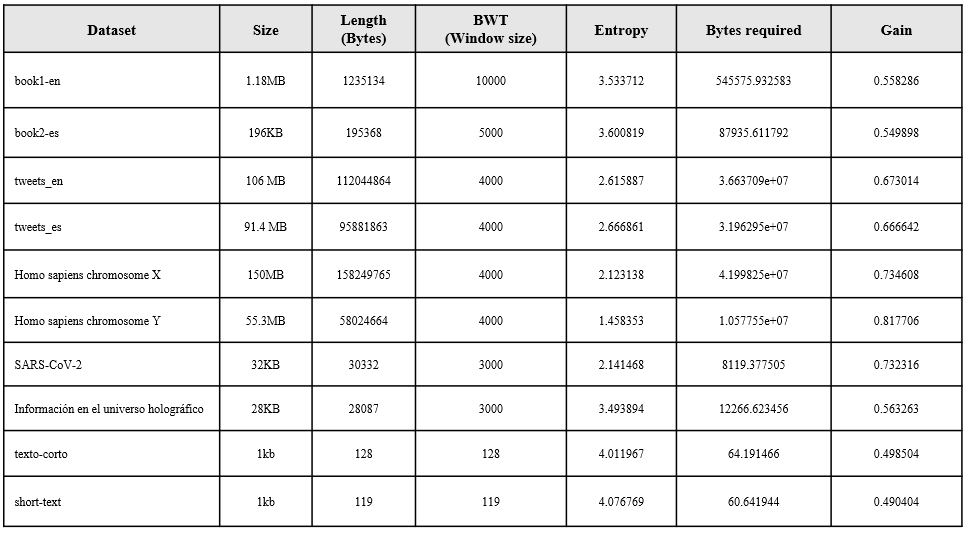 Dataset Size Length (Bytes) BWT (Window size) Entropy Bytes required Gain
book1-en 1.18MB 1235134 10000 3.533712 545575.932583 0.558286
book2-es 196KB 195368 5000 3.600819 87935.611792 0.549898
tweets_en 106 MB 112044864 4000 2.615887 3.663709e+07 0.673014
tweets_es 91.4 MB 95881863 4000 2.666861 3.196295e+07 0.666642
Homo sapiens chromosome X 150MB 158249765 4000 2.123138 4.199825e+07 0.734608
Homo sapiens chromosome Y 55.3MB 58024664 4000 1.458353 1.057755e+07 0.817706
SARS-CoV-2 32KB 30332 3000 2.141468 8119.377505 0.732316
Información en el universo holográfico 28KB 28087 3000 3.493894 12266.623456 0.563263
texto-corto 1kb 128 128 4.011967 64.191466 0.498504
short-text 1kb 119 119 4.076769 60.641944 0.490404